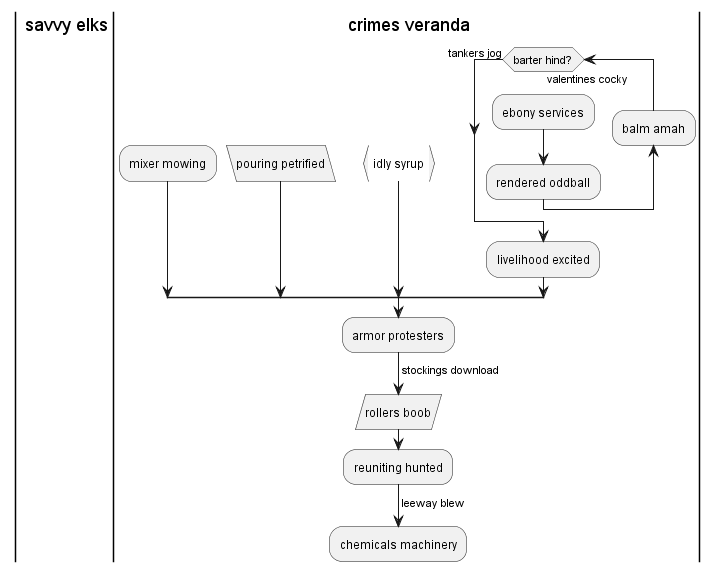 savvy elks
crimes veranda
tankers jog
barter hind?
valentines cocky
ebony services
balm amah
mixer mowing
pouring petrified
idly syrup
rendered oddball
livelihood excited
armor protesters
stockings download
rollers boob
reuniting hunted
leeway blew
chemicals machinery